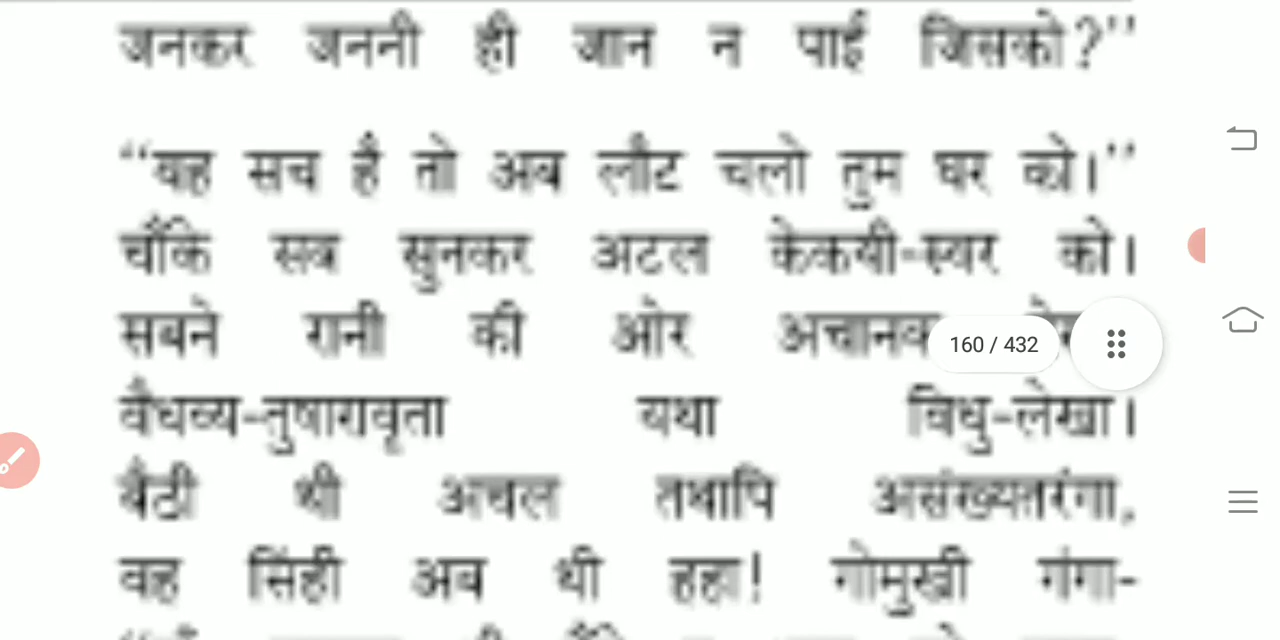 जनकर जननी ही जान न पाई जिसको?''
''वह सच है तो अब लौट चलो तुम घर को।''
चौंके सब सुनकर अटल केकयी-स्वर को।
सबने रानी की ओर अचानक
160 / 432
वैधव्य-तुषारावृता यथा विधु-लेखा।
बैठी थी अचल तथापि असंख्यतरंगा,
वह सिंही अब थी हहा! गोमुखी गंगा-